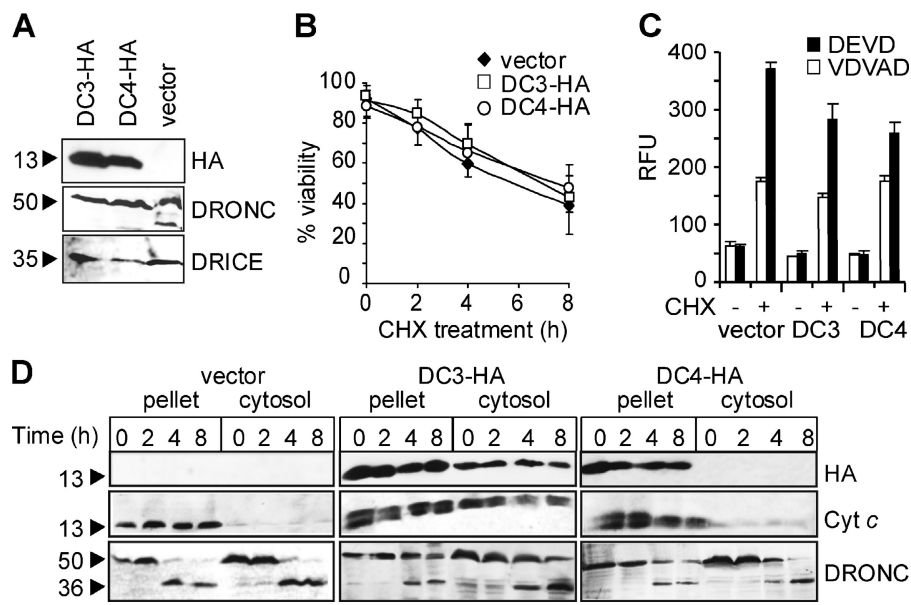 A
DC3-HA
DC4-HA
vector
13
HA
50
DRONC
35
DRICE
B
vector
DC3-HA
DC4-HA
100
80
60
40
20
0
% viability
0 2 4 6 8
CHX treatment (h)
C
DEVD
VDVAD
400
300
250
150
100
0
RFU
CHX - + - + - +
vector DC3 DC4
D
vector DC3-HA DC4-HA
pellet cytosol pellet cytosol pellet cytosol
Time (h) 0 2 4 8 0 2 4 8 0 2 4 8 0 2 4 8 0 2 4 8 0 2 4 8
13
HA
13
Cyt c
50
36
DRONC